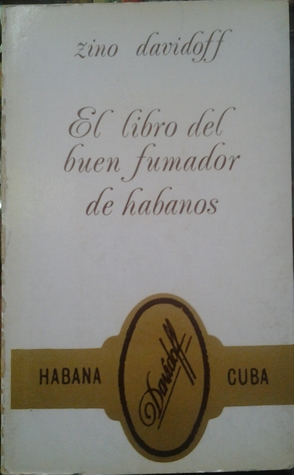 zino davidoff
El libro del
buen fumador
de habanos
HABANA Davidoff CUBA